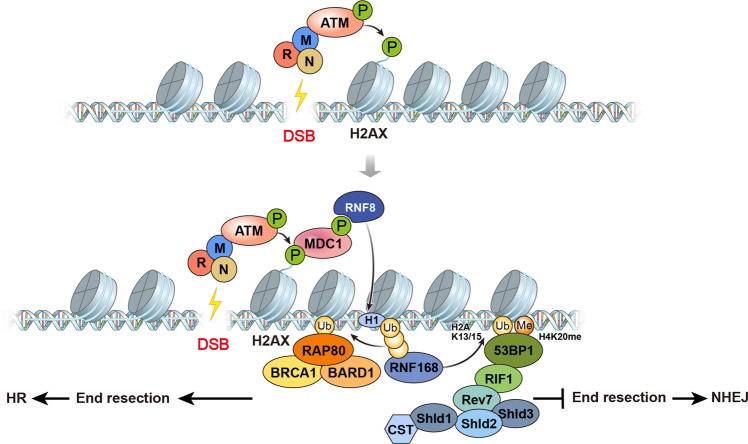 P
ATM
M
P
R
N
DSB
H2AX
RNF8
P
P
ATM
MDC1
M
P
R
N
H1
Ub
H2A
K13/15
Ub
Me
H4K20me
Ub
DSB
H2AX
RAP80
53BP1
BRCA1
BARD1
RNF168
RIF1
HR
End resection
Rev7
End resection
NHEJ
Shld1
Shld2
Shld3
CST